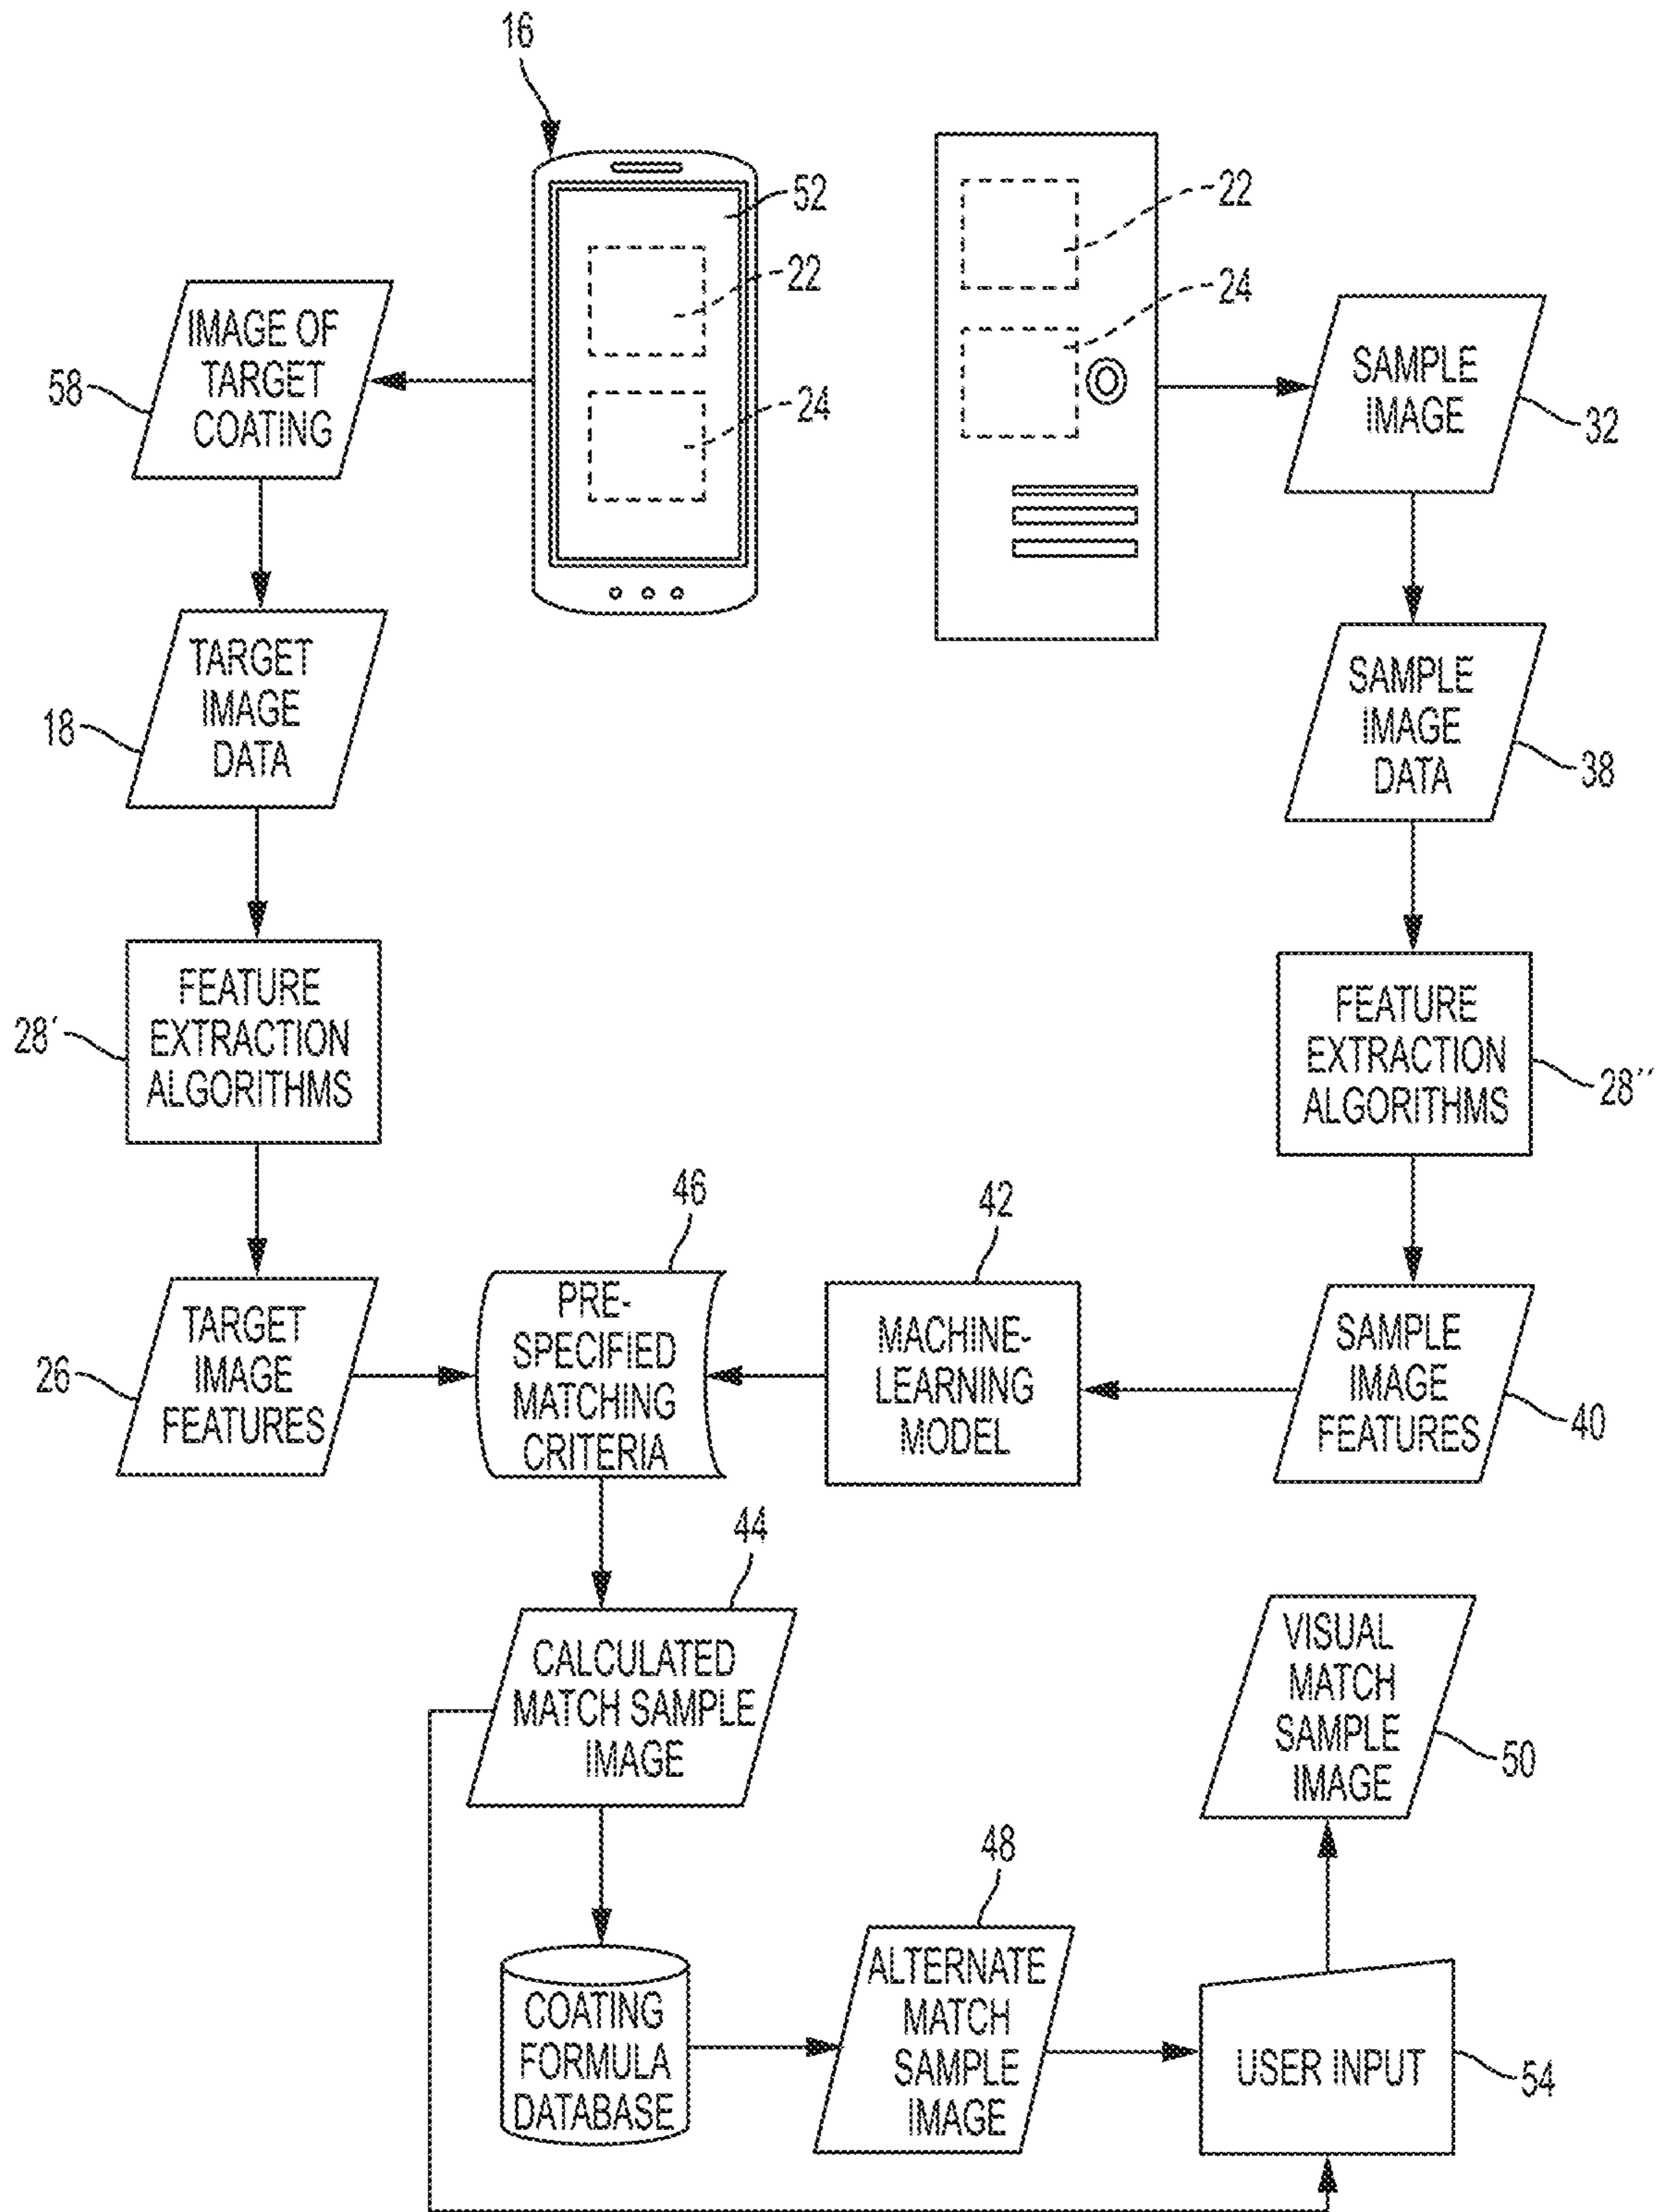 16
52
22
24
22
24
IMAGE OF
TARGET
COATING
58
SAMPLE
IMAGE
32
TARGET
IMAGE
DATA
18
SAMPLE
IMAGE
DATA
38
FEATURE
EXTRACTION
ALGORITHMS
28′
FEATURE
EXTRACTION
ALGORITHMS
28′′
TARGET
IMAGE
FEATURES
26
46
PRE-
SPECIFIED
MATCHING
CRITERIA
42
MACHINE-
LEARNING
MODEL
SAMPLE
IMAGE
FEATURES
40
44
CALCULATED
MATCH SAMPLE
IMAGE
VISUAL
MATCH
SAMPLE
IMAGE
50
COATING
FORMULA
DATABASE
48
ALTERNATE
MATCH
SAMPLE
IMAGE
USER INPUT
54